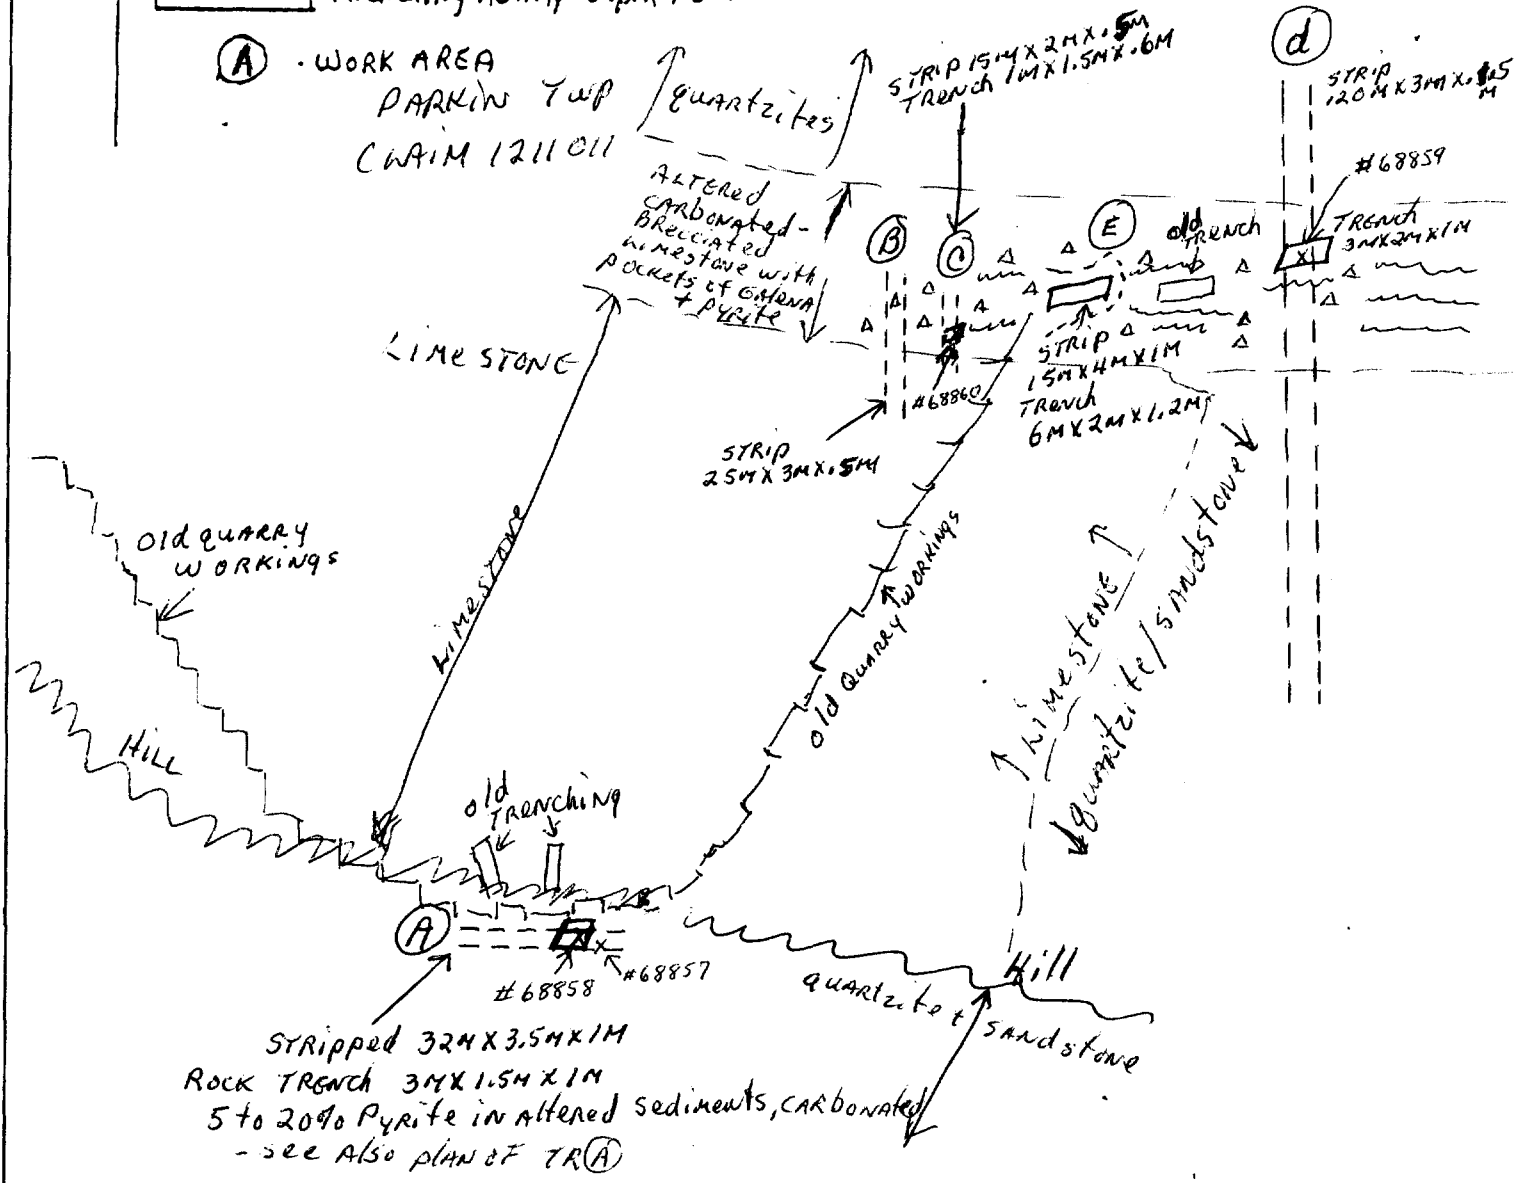 Ⓐ · WORK AREA
PARKIN TWP
CLAIM 1211011
quartzites
STRIP 15M X 2M X .5M
TRENCH 1M X 1.5M X .6M
ⓓ
STRIP
120M X 3M X
M
#68859
TRENCH
3M X 2M X 1M
ALTERED
CARBONATED -
BRECCIATED
Limestone with
pockets of GALENA
+ PYRITE
Ⓑ
Ⓒ
Ⓔ
old
TRENCH
LIMESTONE
#68860
STRIP
15M X 4M X 1M
TRENCH
6M X 2M X 1.2M
STRIP
25M X 3M X .5M
Old QUARRY
WORKINGS
LIMESTONE
Old QUARRY WORKINGS
LIMESTONE
QUARTZITE/SANDSTONE
HILL
old
TRENCHING
Ⓐ
#68858
#68857
Hill
QUARTZITE + SANDSTONE
STRIPPED 32M X 3.5M X 1M
ROCK TRENCH 3M X 1.5M X 1M
5 to 20% Pyrite in Altered Sediments, CARBONATED
- see Also plan of TR Ⓐ